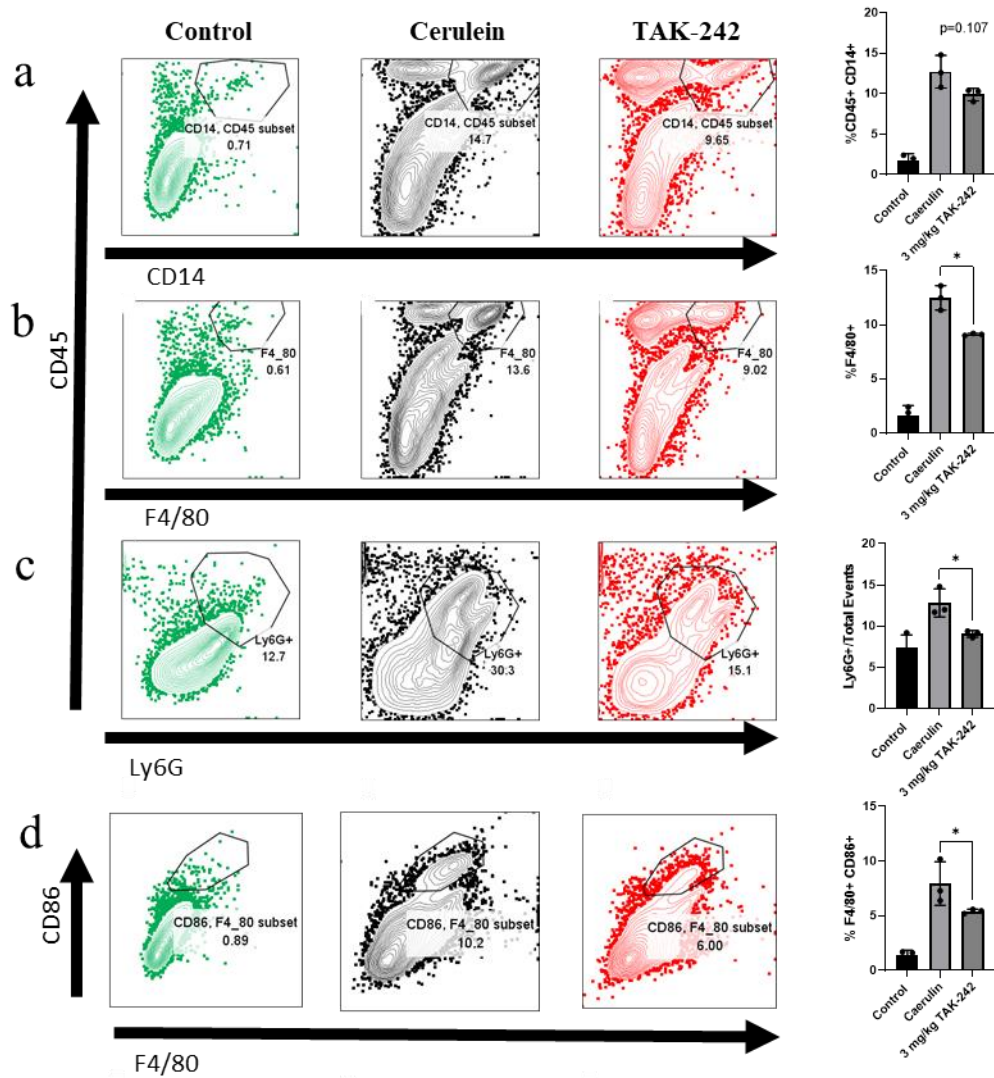 Control
Cerulein
TAK-242
a
CD14, CD45 subset
0.71
CD14, CD45 subset
14.7
CD14, CD45 subset
9.65
CD14
p=0.107
%CD45+ CD14+
20
15
10
5
0
Control
Caerulin
3 mg/kg TAK-242
CD45
b
F4_80
0.61
F4_80
13.6
F4_80
9.02
F4/80
*
%F4/80+
15
10
5
0
Control
Caerulin
3 mg/kg TAK-242
c
Ly6G+
12.7
Ly6G+
30.3
Ly6G+
15.1
Ly6G
*
Ly6G+/Total Events
20
15
10
5
0
Control
Caerulin
3 mg/kg TAK-242
d
CD86
CD86, F4_80 subset
0.89
CD86, F4_80 subset
10.2
CD86, F4_80 subset
6.00
F4/80
*
% F4/80+ CD86+
15
10
5
0
Control
Caerulin
3 mg/kg TAK-242